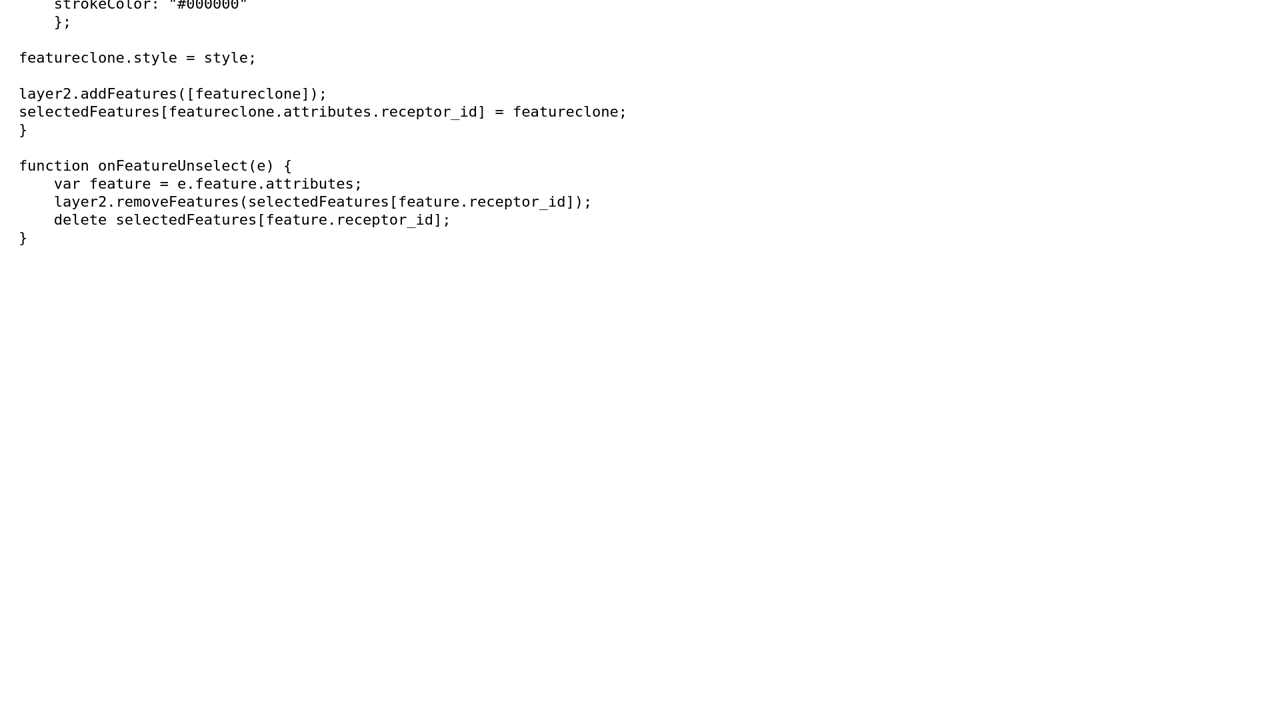 strokeColor: "#000000"
    };

featureclone.style = style;

layer2.addFeatures([featureclone]);
selectedFeatures[featureclone.attributes.receptor_id] = featureclone;
}

function onFeatureUnselect(e) {
    var feature = e.feature.attributes;
    layer2.removeFeatures(selectedFeatures[feature.receptor_id]);
    delete selectedFeatures[feature.receptor_id];
}